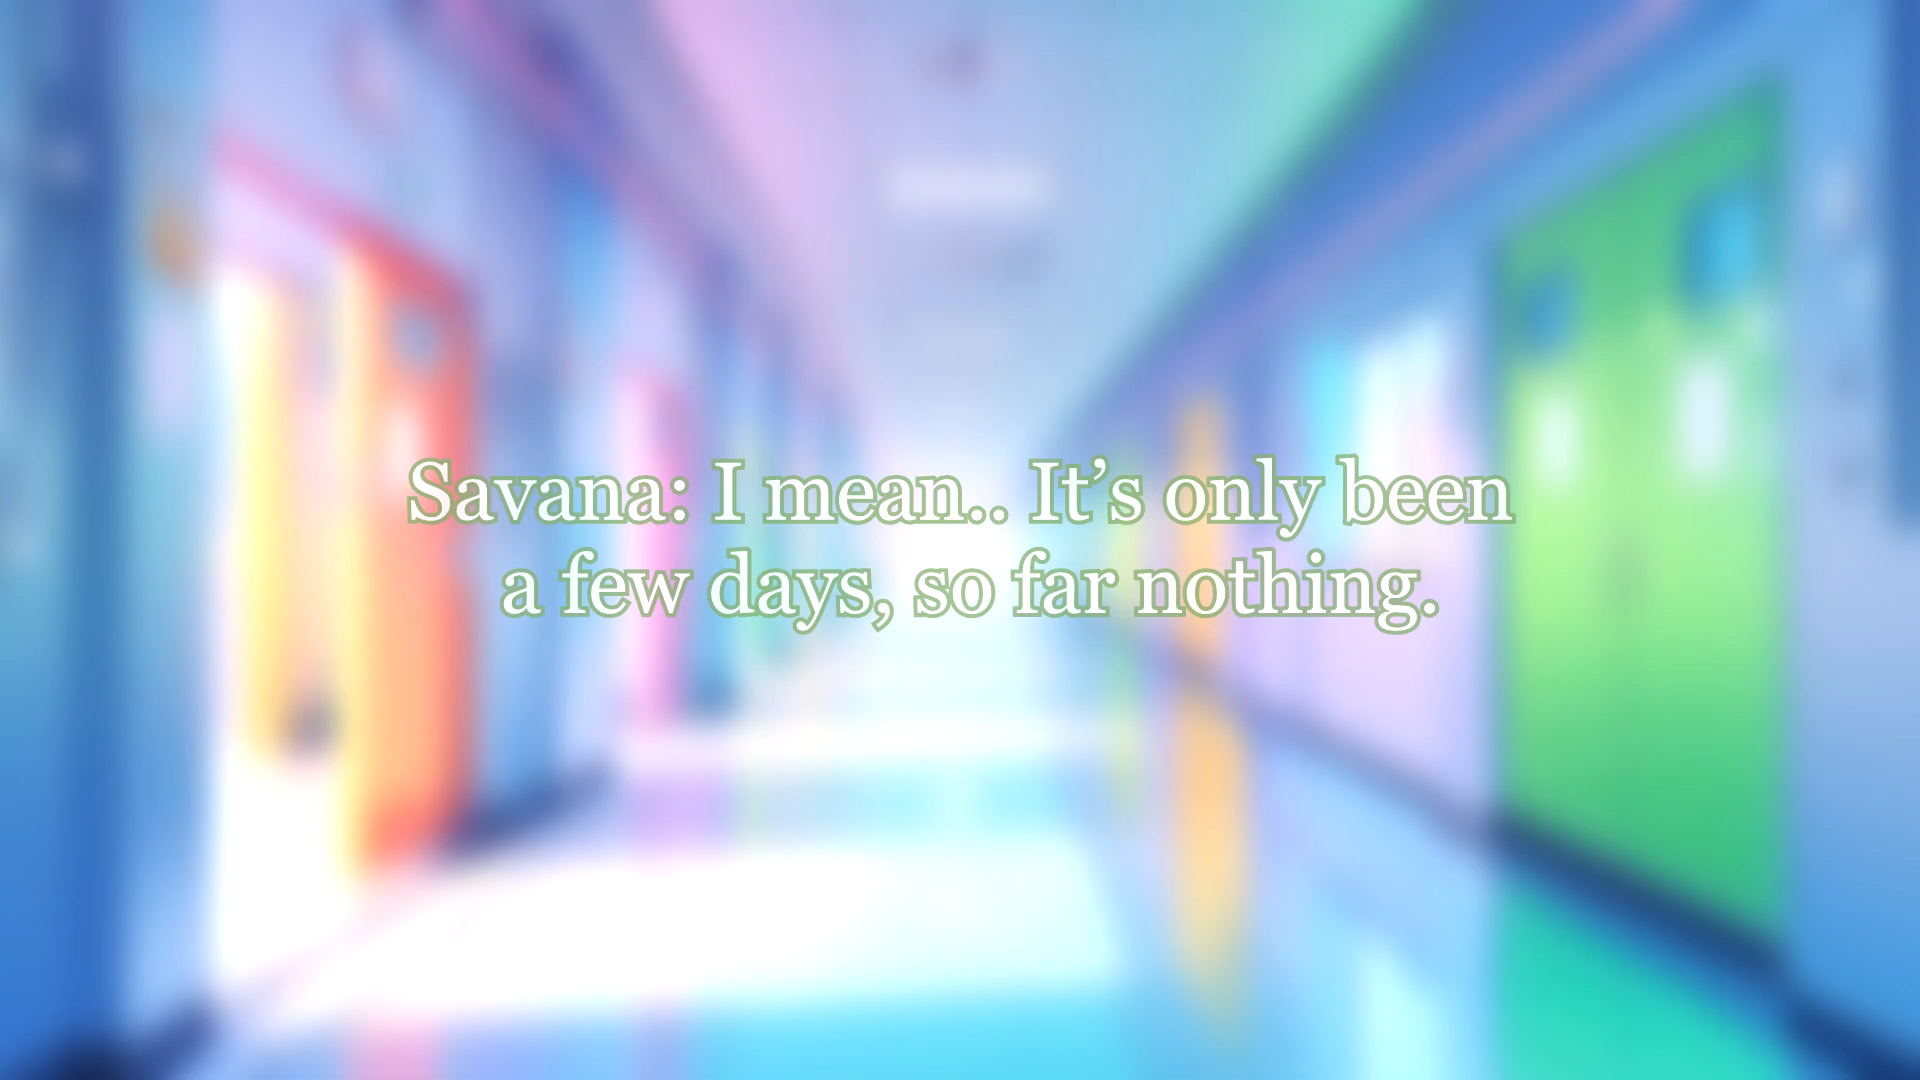 Savana: I mean.. It’s only been
a few days, so far nothing.